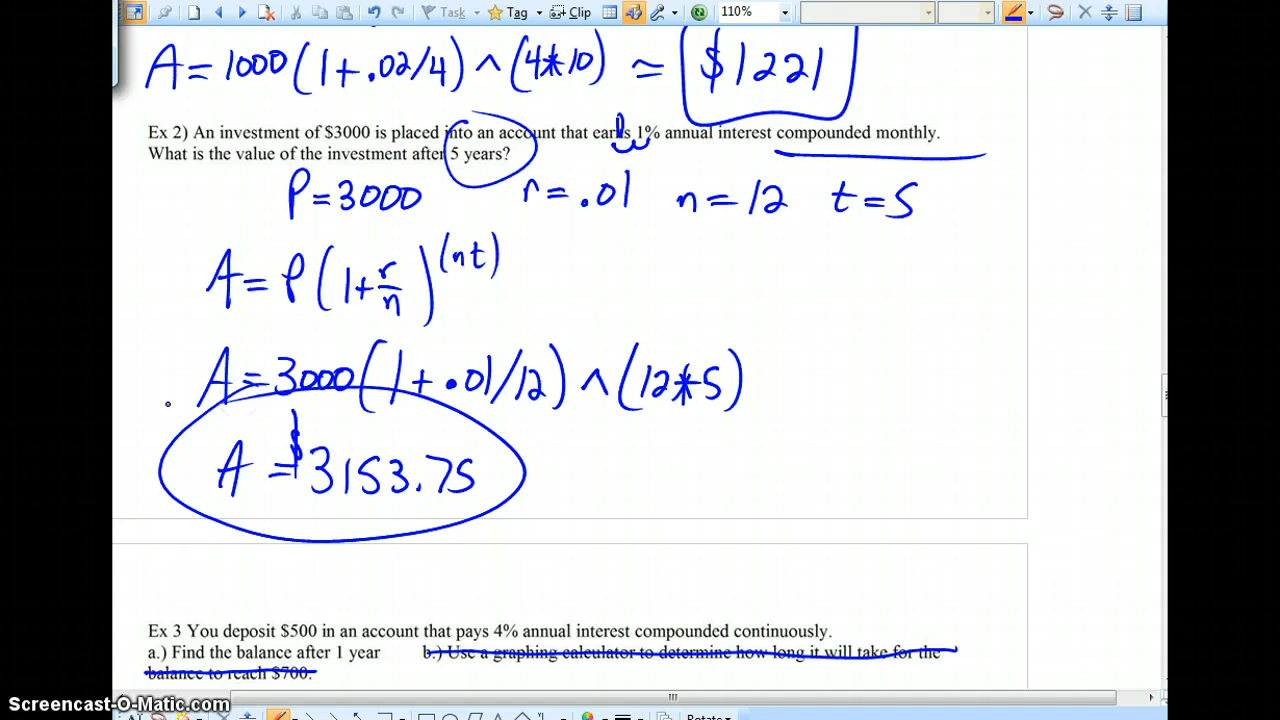 Task Tag Clip 110%
A = 1000(1+.02/4)^(4*10) ≃ $1221
Ex 2) An investment of $3000 is placed into an account that earns 1% annual interest compounded monthly.
What is the value of the investment after 5 years?
P=3000 r=.01 n=12 t=5
A=P(1+r/n)^(nt)
A=3000(1+.01/12)^(12*5)
A=$3153.75
Ex 3 You deposit $500 in an account that pays 4% annual interest compounded continuously.
a.) Find the balance after 1 year b.) Use a graphing calculator to determine how long it will take for the
balance to reach $700.
Screencast-O-Matic.com
Rotate